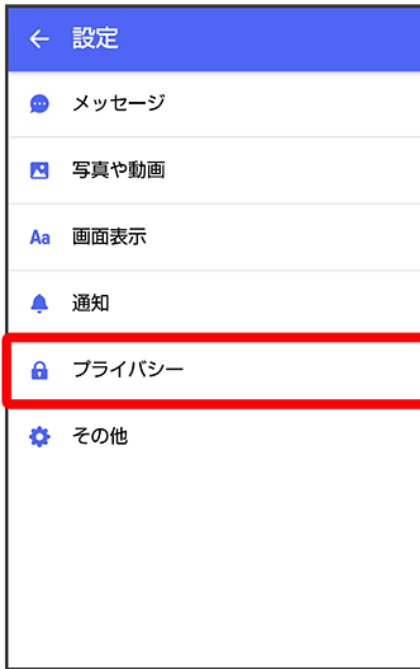 設定
メッセージ
写真や動画
Aa 画面表示
通知
プライバシー
その他